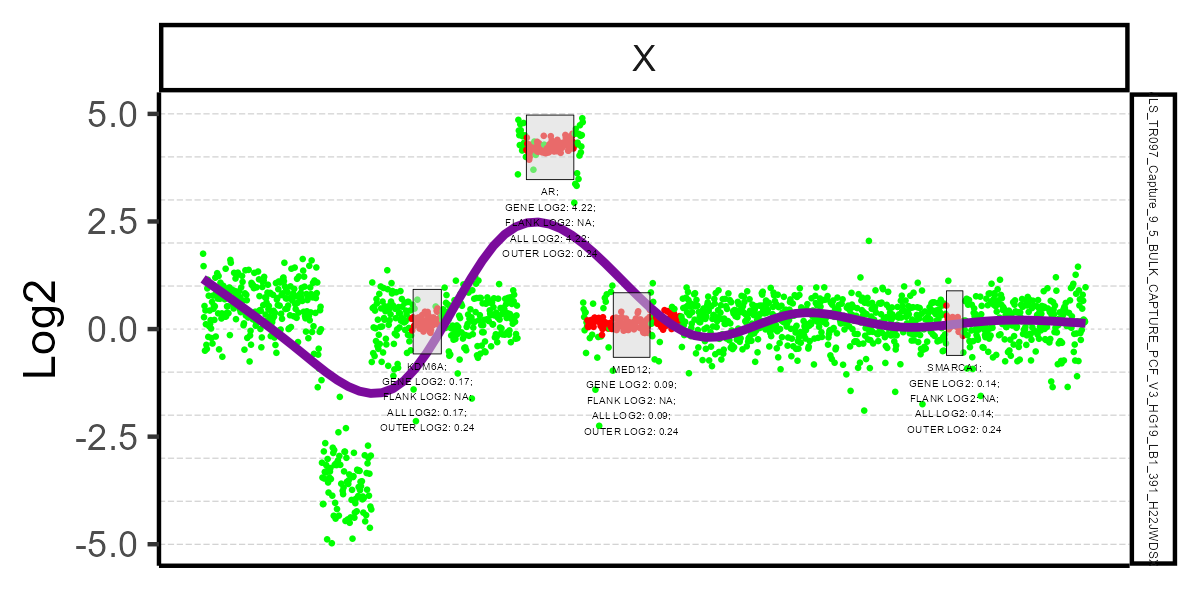 X
Log2
5.0
2.5
0.0
-2.5
-5.0
AR;
GENE LOG2: 4.22;
FLANK LOG2: NA;
ALL LOG2: 4.22;
OUTER LOG2: 0.24
KDM6A;
GENE LOG2: 0.17;
FLANK LOG2: NA;
ALL LOG2: 0.17;
OUTER LOG2: 0.24
MED12;
GENE LOG2: 0.09;
FLANK LOG2: NA;
ALL LOG2: 0.09;
OUTER LOG2: 0.24
SMARCA1;
GENE LOG2: 0.14;
FLANK LOG2: NA;
ALL LOG2: 0.14;
OUTER LOG2: 0.24
LS_TR097_Capture_9_5_BULK_CAPTURE_PCF_V3_HG19_LB1_391_H22JWDS